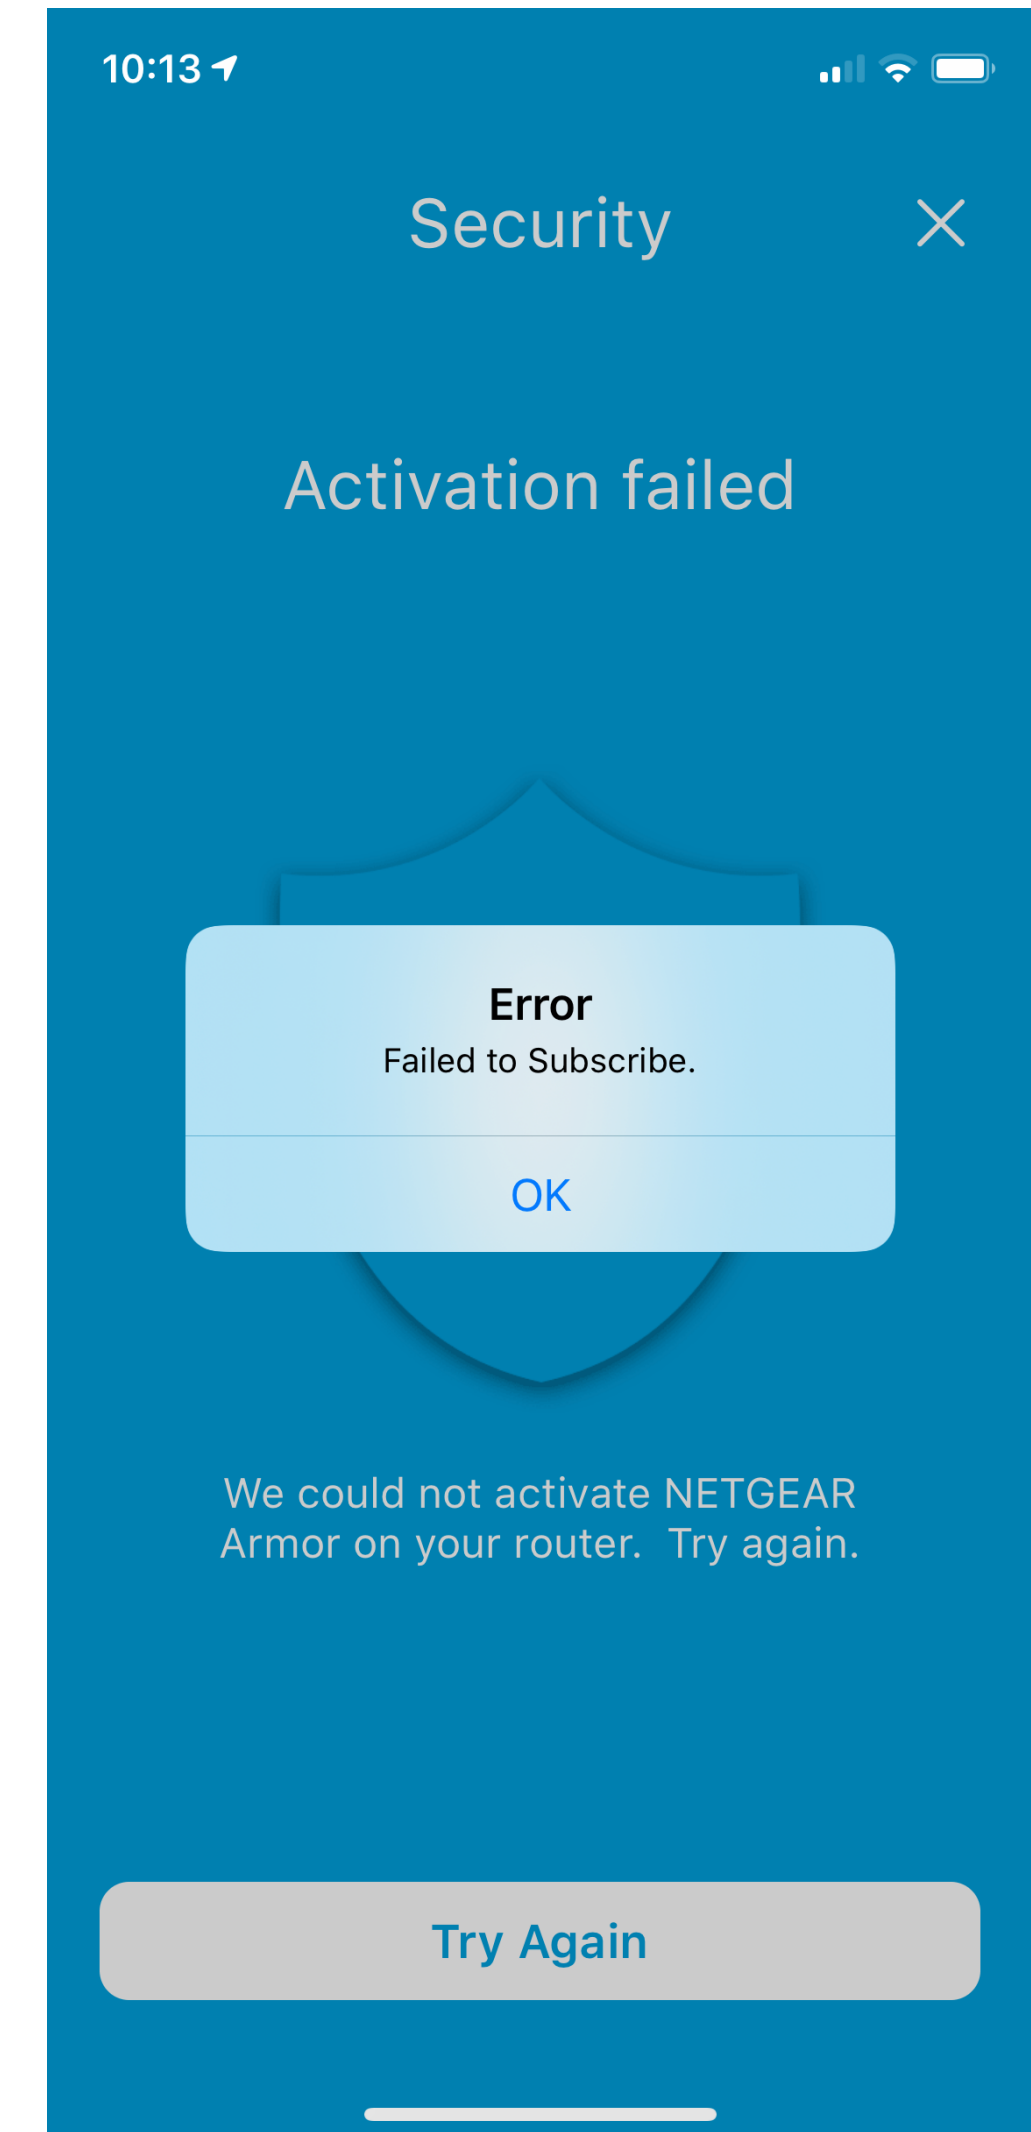 10:13
Security
Activation failed
Error
Failed to Subscribe.
OK
We could not activate NETGEAR
Armor on your router.  Try again.
Try Again